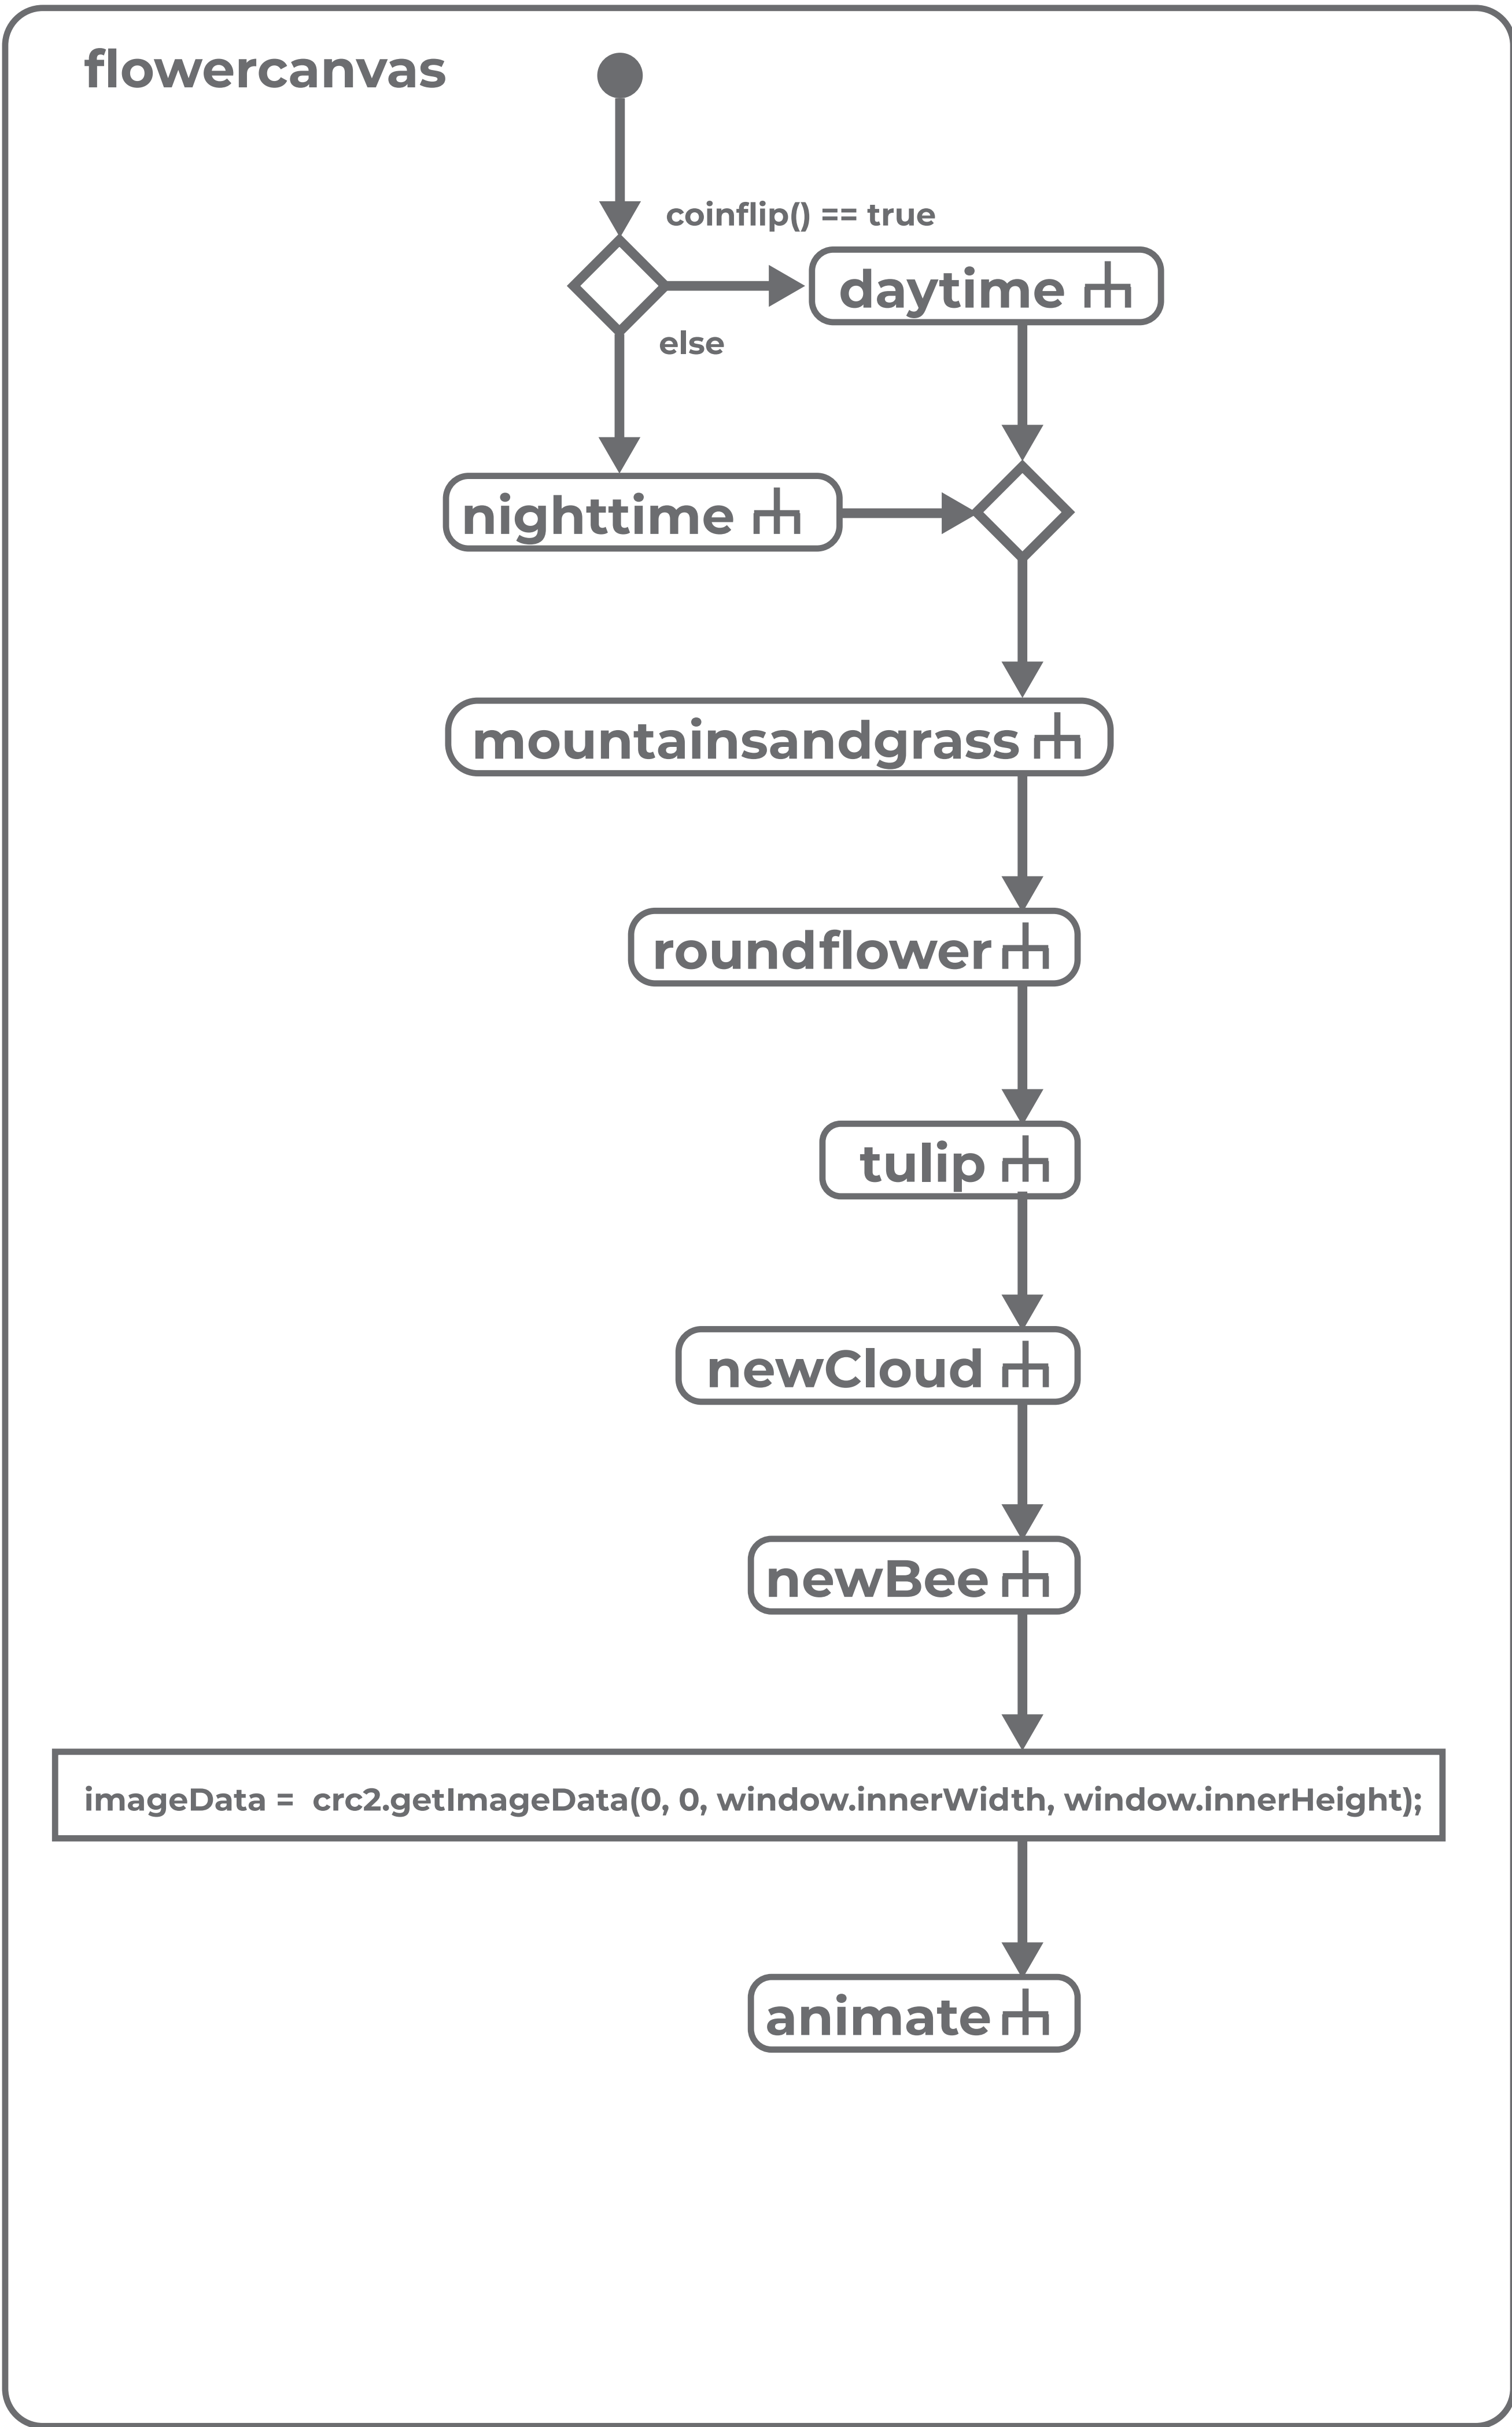 flowercanvas
coinflip() == true
daytime
else
nighttime
mountainsandgrass
roundflower
tulip
newCloud
newBee
imageData = crc2.getImageData(0, 0, window.innerWidth, window.innerHeight);
animate